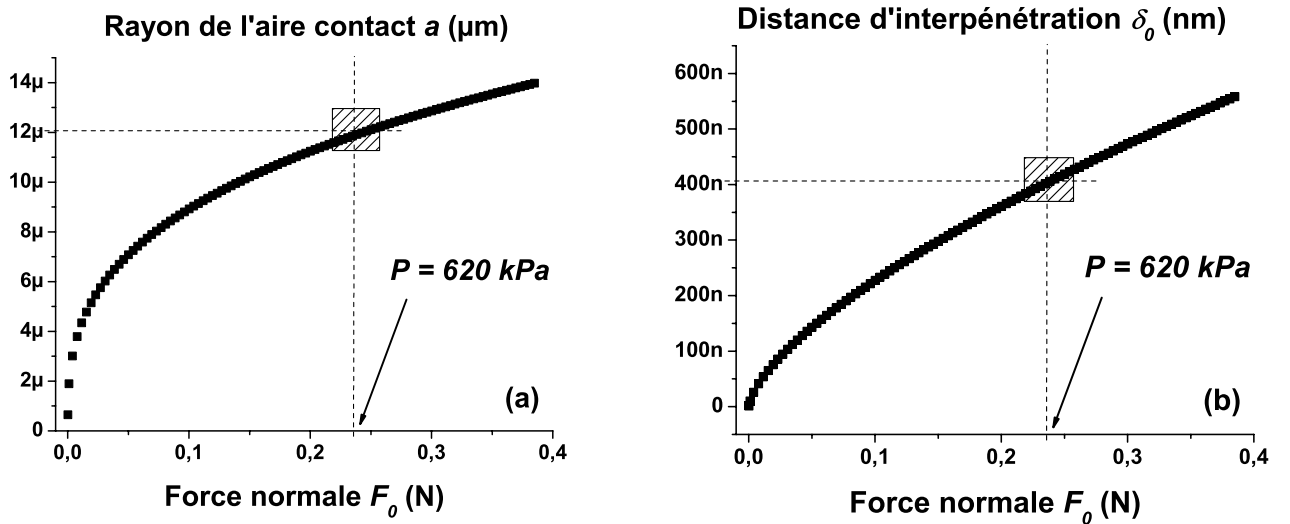 Rayon de l'aire contact a (µm)
14µ
12µ
10µ
8µ
6µ
4µ
2µ
0
0,0 0,1 0,2 0,3 0,4
P = 620 kPa
(a)
Force normale F0 (N)
Distance d'interpénétration δ0 (nm)
600n
500n
400n
300n
200n
100n
0
0,0 0,1 0,2 0,3 0,4
P = 620 kPa
(b)
Force normale F0 (N)